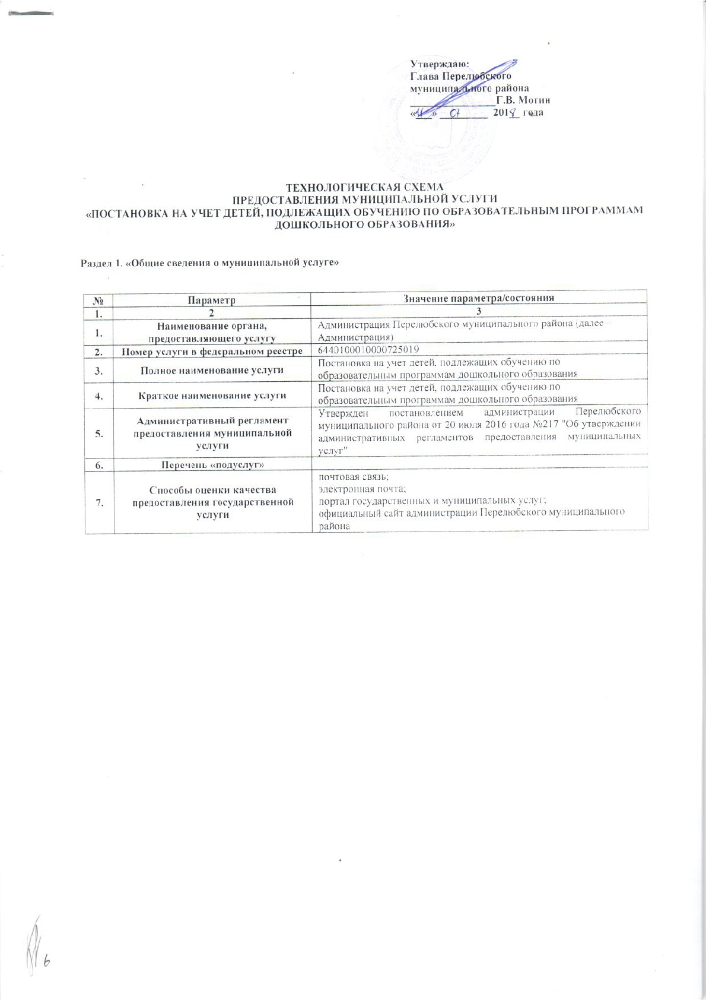 Утверждаю:
Глава Перелюбского
муниципального района
________________Г.В. Могин
«11» 07 2018 года
ТЕХНОЛОГИЧЕСКАЯ СХЕМА
ПРЕДОСТАВЛЕНИЯ МУНИЦИПАЛЬНОЙ УСЛУГИ
«ПОСТАНОВКА НА УЧЕТ ДЕТЕЙ, ПОДЛЕЖАЩИХ ОБУЧЕНИЮ ПО ОБРАЗОВАТЕЛЬНЫМ ПРОГРАММАМ
ДОШКОЛЬНОГО ОБРАЗОВАНИЯ»
Раздел 1. «Общие сведения о муниципальной услуге»
№ Параметр Значение параметра/состояния
1. 2 3
1. Наименование органа,
предоставляющего услугу
Администрация Перелюбского муниципального района (далее –
Администрация)
2. Номер услуги в федеральном реестре 6440100010000725019
3. Полное наименование услуги
Постановка на учет детей, подлежащих обучению по
образовательным программам дошкольного образования
4. Краткое наименование услуги
Постановка на учет детей, подлежащих обучению по
образовательным программам дошкольного образования
5. Административный регламент
предоставления муниципальной
услуги
Утвержден постановлением администрации Перелюбского
муниципального района от 20 июля 2016 года №217 "Об утверждении
административных регламентов предоставления муниципальных
услуг"
6. Перечень «подуслуг»
7. Способы оценки качества
предоставления государственной
услуги
почтовая связь;
электронная почта;
портал государственных и муниципальных услуг;
официальный сайт администрации Перелюбского муниципального
района
6